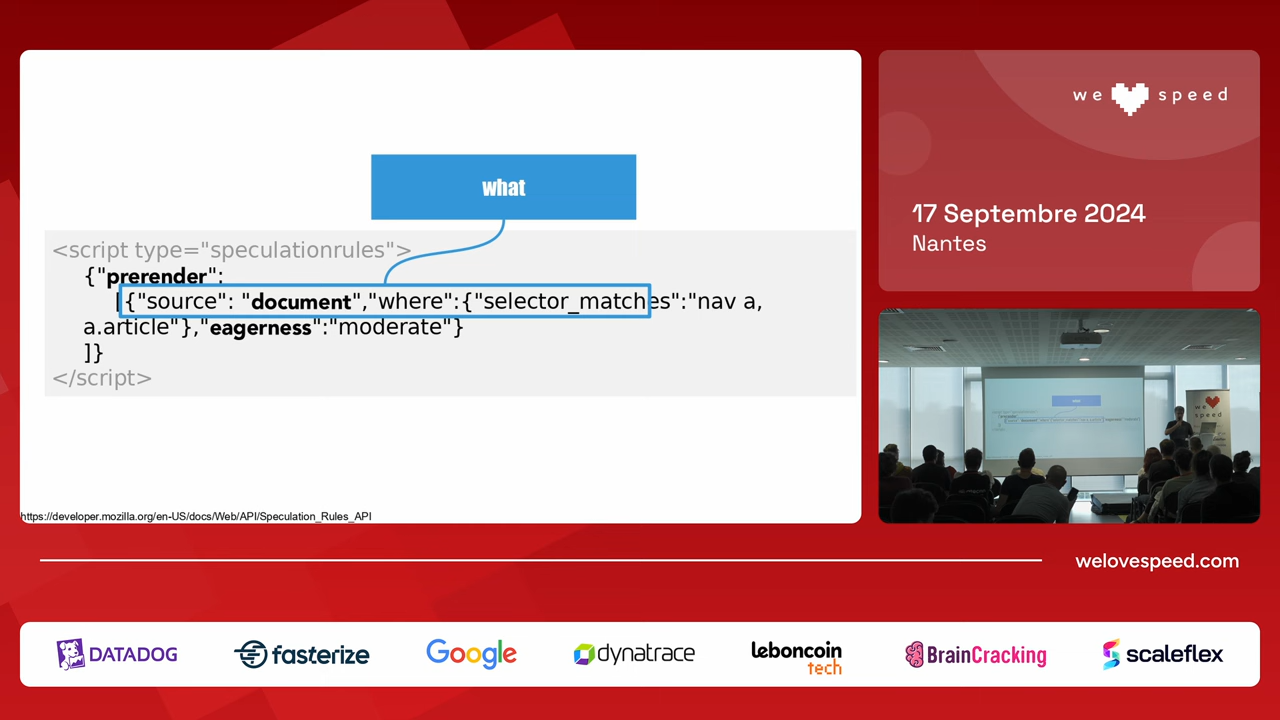 what
<script type="speculationrules">
{"prerender":
[{"source": "document","where":{"selector_matches":"nav a,
a.article"},"eagerness":"moderate"}
]}
</script>
https://developer.mozilla.org/en-US/docs/Web/API/Speculation_Rules_API
we speed
17 Septembre 2024
Nantes
we
speed
welovespeed.com
DATADOG
fasterize
Google
dynatrace
leboncoin
tech
BrainCracking
scaleflex